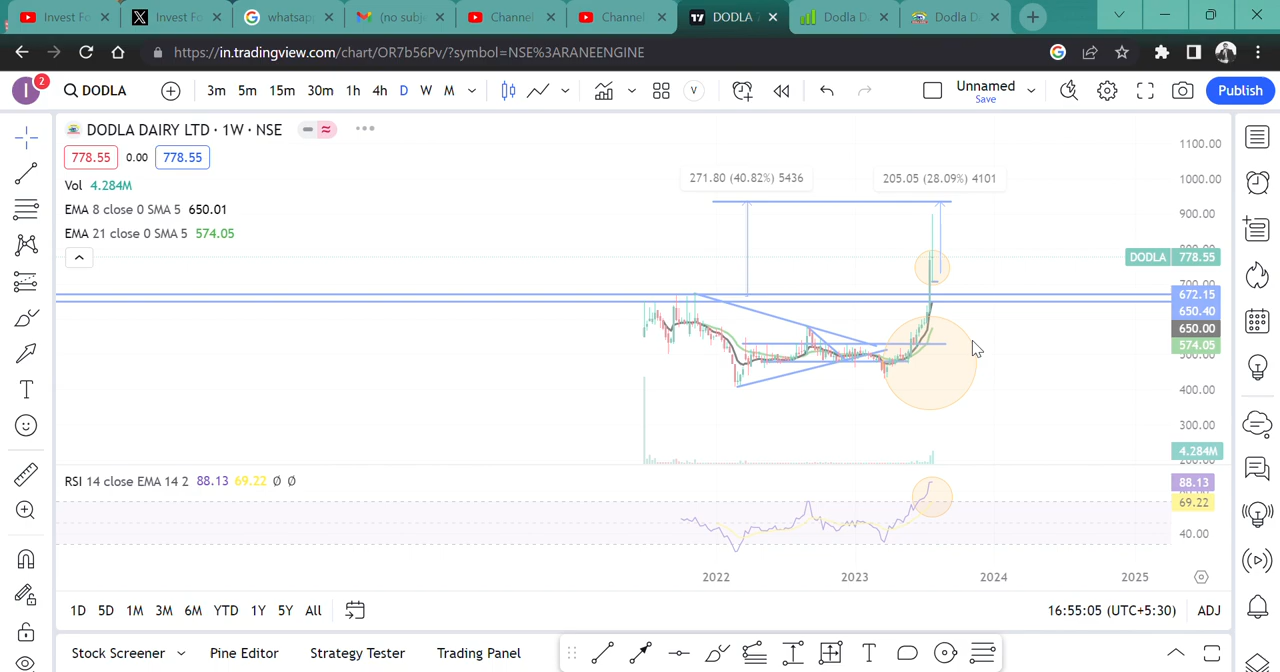 Invest Fo
Invest Fo
whatsapp
(no subj
Channel
Channel
DODLA
Dodla D
Dodla D
https://in.tradingview.com/chart/OR7b56Pv/?symbol=NSE%3ARANEENGINE
I
2
DODLA
3m 5m 15m 30m 1h 4h D W M
V
Unnamed
Save
Publish
DODLA DAIRY LTD · 1W · NSE
778.55 0.00 778.55
Vol 4.284M
EMA 8 close 0 SMA 5 650.01
EMA 21 close 0 SMA 5 574.05
271.80 (40.82%) 5436
205.05 (28.09%) 4101
1100.00
1000.00
900.00
DODLA 778.55
672.15
650.40
650.00
574.05
400.00
300.00
4.284M
RSI 14 close EMA 14 2 88.13 69.22 Ø Ø
88.13
69.22
40.00
2022 2023 2024 2025
1D 5D 1M 3M 6M YTD 1Y 5Y All
16:55:05 (UTC+5:30) ADJ
Stock Screener Pine Editor Strategy Tester Trading Panel
T